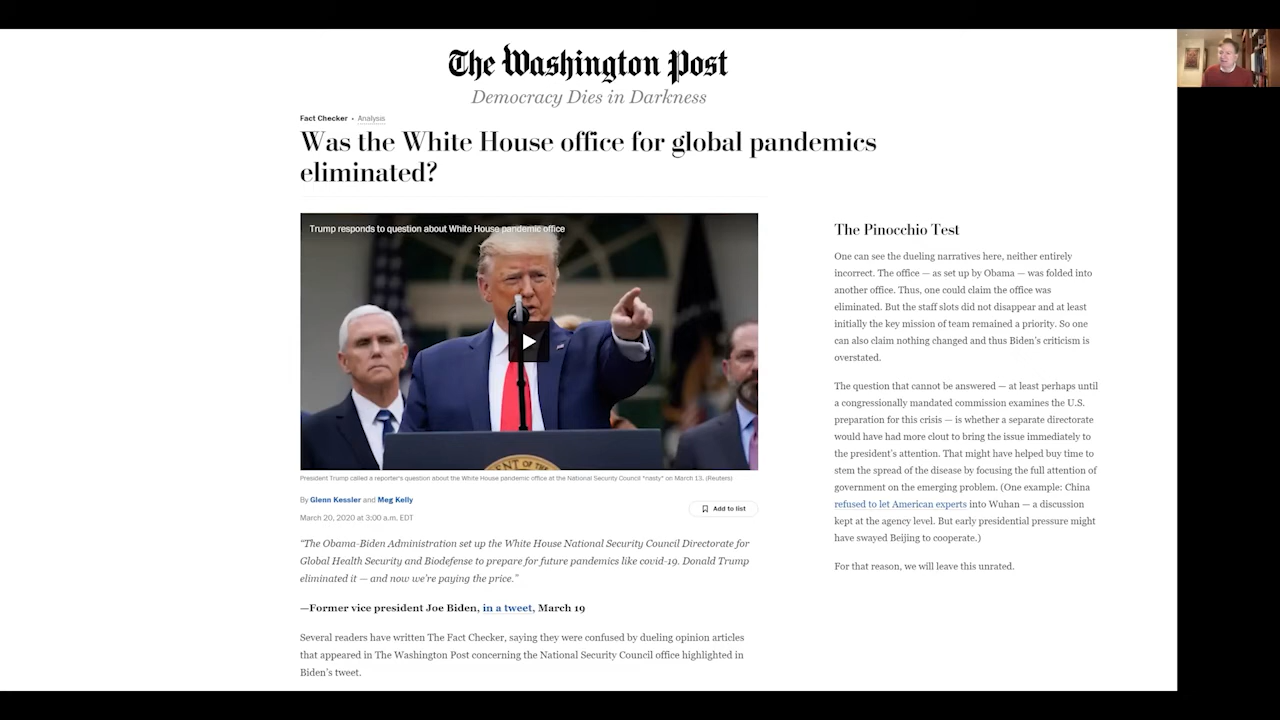 The Washington Post
Democracy Dies in Darkness
Fact Checker • Analysis
Was the White House office for global pandemics
eliminated?
Trump responds to question about White House pandemic office
President Trump called a reporter's question about the White House pandemic office at the National Security Council "nasty" on March 13. (Reuters)
By Glenn Kessler and Meg Kelly
March 20, 2020 at 3:00 a.m. EDT
Add to list
“The Obama-Biden Administration set up the White House National Security Council Directorate for
Global Health Security and Biodefense to prepare for future pandemics like covid-19. Donald Trump
eliminated it — and now we’re paying the price.”
—Former vice president Joe Biden, in a tweet, March 19
Several readers have written The Fact Checker, saying they were confused by dueling opinion articles
that appeared in The Washington Post concerning the National Security Council office highlighted in
Biden’s tweet.
The Pinocchio Test
One can see the dueling narratives here, neither entirely
incorrect. The office — as set up by Obama — was folded into
another office. Thus, one could claim the office was
eliminated. But the staff slots did not disappear and at least
initially the key mission of team remained a priority. So one
can also claim nothing changed and thus Biden’s criticism is
overstated.
The question that cannot be answered — at least perhaps until
a congressionally mandated commission examines the U.S.
preparation for this crisis — is whether a separate directorate
would have had more clout to bring the issue immediately to
the president’s attention. That might have helped buy time to
stem the spread of the disease by focusing the full attention of
government on the emerging problem. (One example: China
refused to let American experts into Wuhan — a discussion
kept at the agency level. But early presidential pressure might
have swayed Beijing to cooperate.)
For that reason, we will leave this unrated.